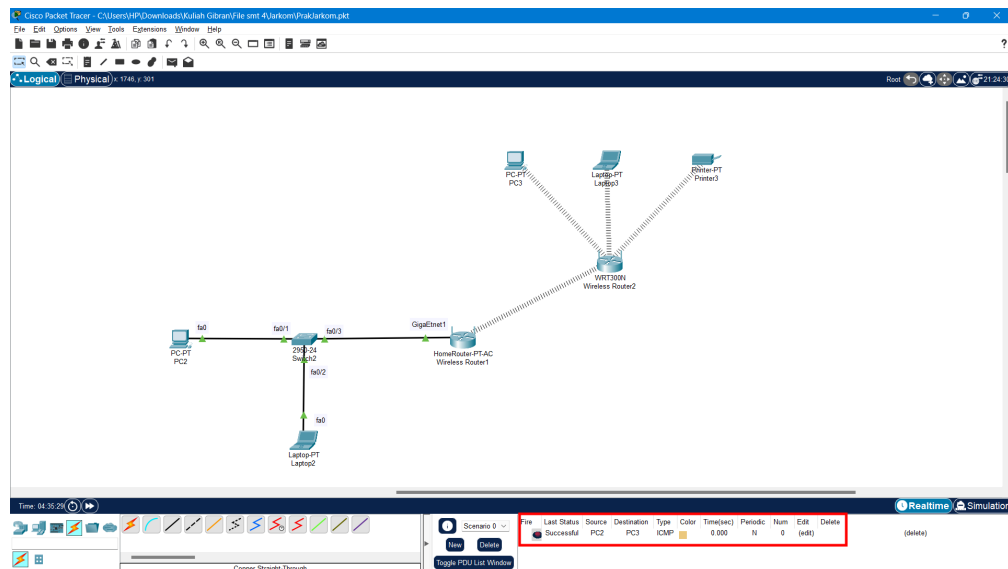 Cisco Packet Tracer - C:\Users\HP\Downloads\Kuliah Gibran\File smt 4\Jarkom\PrakJarkom.pkt
File Edit Options View Tools Extensions Window Help
?
Logical Physical x: 1746, y: 301 Root 21:24:30
PC-PT
PC3
Laptop-PT
Laptop3
Printer-PT
Printer3
WRT300N
Wireless Router2
GigaEtnet1
fa0 fa0/1 fa0/3
PC-PT
PC2
2950-24
Switch2
HomeRouter-PT-AC
Wireless Router1
fa0/2
fa0
Laptop-PT
Laptop2
Time: 04:35:29 Realtime Simulation
Scenario 0
New Delete
Toggle PDU List Window
Fire Last Status Source Destination Type Color Time(sec) Periodic Num Edit Delete
Successful PC2 PC3 ICMP 0.000 N 0 (edit) (delete)
Copper Straight-Through